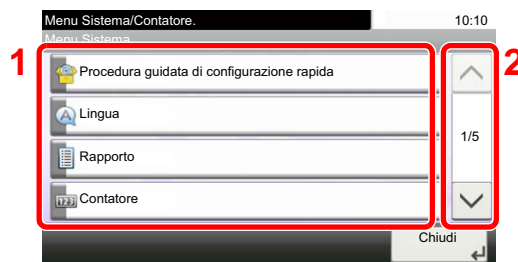 Menu Sistema/Contatore.
10:10
Menu Sistema
1
2
Procedura guidata di configurazione rapida
Lingua
1/5
Rapporto
123
Contatore
Chiudi